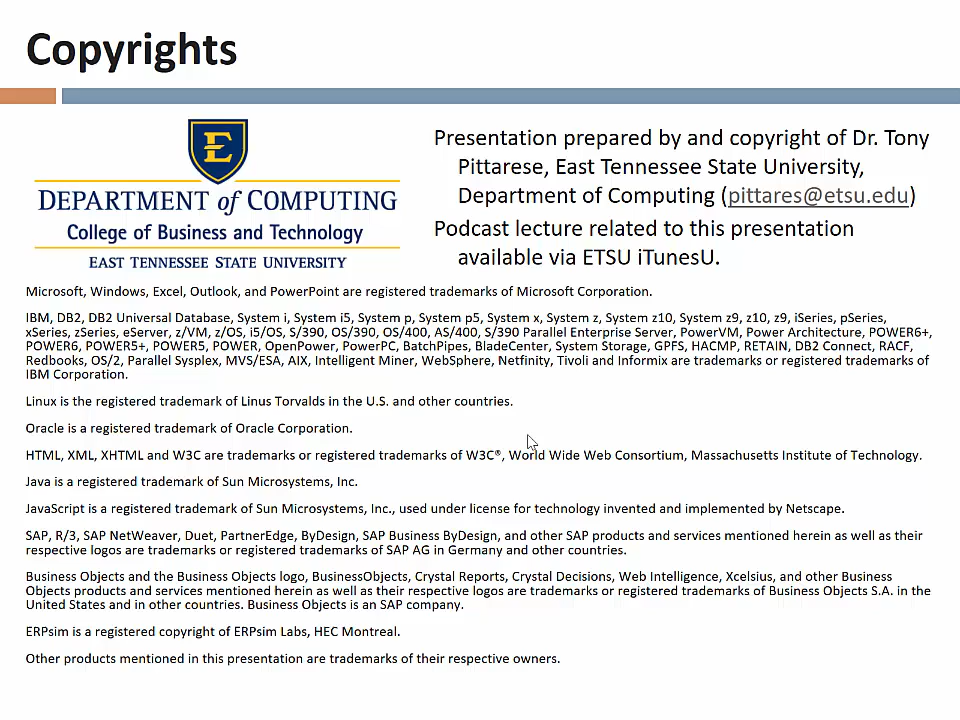 Copyrights
E
DEPARTMENT of COMPUTING
College of Business and Technology
EAST TENNESSEE STATE UNIVERSITY
Presentation prepared by and copyright of Dr. Tony
Pittarese, East Tennessee State University,
Department of Computing (pittares@etsu.edu)
Podcast lecture related to this presentation
available via ETSU iTunesU.
Microsoft, Windows, Excel, Outlook, and PowerPoint are registered trademarks of Microsoft Corporation.
IBM, DB2, DB2 Universal Database, System i, System i5, System p, System p5, System x, System z, System z10, System z9, z10, z9, iSeries, pSeries,
xSeries, zSeries, eServer, z/VM, z/OS, i5/OS, S/390, OS/390, OS/400, AS/400, S/390 Parallel Enterprise Server, PowerVM, Power Architecture, POWER6+,
POWER6, POWER5+, POWER5, POWER, OpenPower, PowerPC, BatchPipes, BladeCenter, System Storage, GPFS, HACMP, RETAIN, DB2 Connect, RACF,
Redbooks, OS/2, Parallel Sysplex, MVS/ESA, AIX, Intelligent Miner, WebSphere, Netfinity, Tivoli and Informix are trademarks or registered trademarks of
IBM Corporation.
Linux is the registered trademark of Linus Torvalds in the U.S. and other countries.
Oracle is a registered trademark of Oracle Corporation.
HTML, XML, XHTML and W3C are trademarks or registered trademarks of W3C®, World Wide Web Consortium, Massachusetts Institute of Technology.
Java is a registered trademark of Sun Microsystems, Inc.
JavaScript is a registered trademark of Sun Microsystems, Inc., used under license for technology invented and implemented by Netscape.
SAP, R/3, SAP NetWeaver, Duet, PartnerEdge, ByDesign, SAP Business ByDesign, and other SAP products and services mentioned herein as well as their
respective logos are trademarks or registered trademarks of SAP AG in Germany and other countries.
Business Objects and the Business Objects logo, BusinessObjects, Crystal Reports, Crystal Decisions, Web Intelligence, Xcelsius, and other Business
Objects products and services mentioned herein as well as their respective logos are trademarks or registered trademarks of Business Objects S.A. in the
United States and in other countries. Business Objects is an SAP company.
ERPsim is a registered copyright of ERPsim Labs, HEC Montreal.
Other products mentioned in this presentation are trademarks of their respective owners.